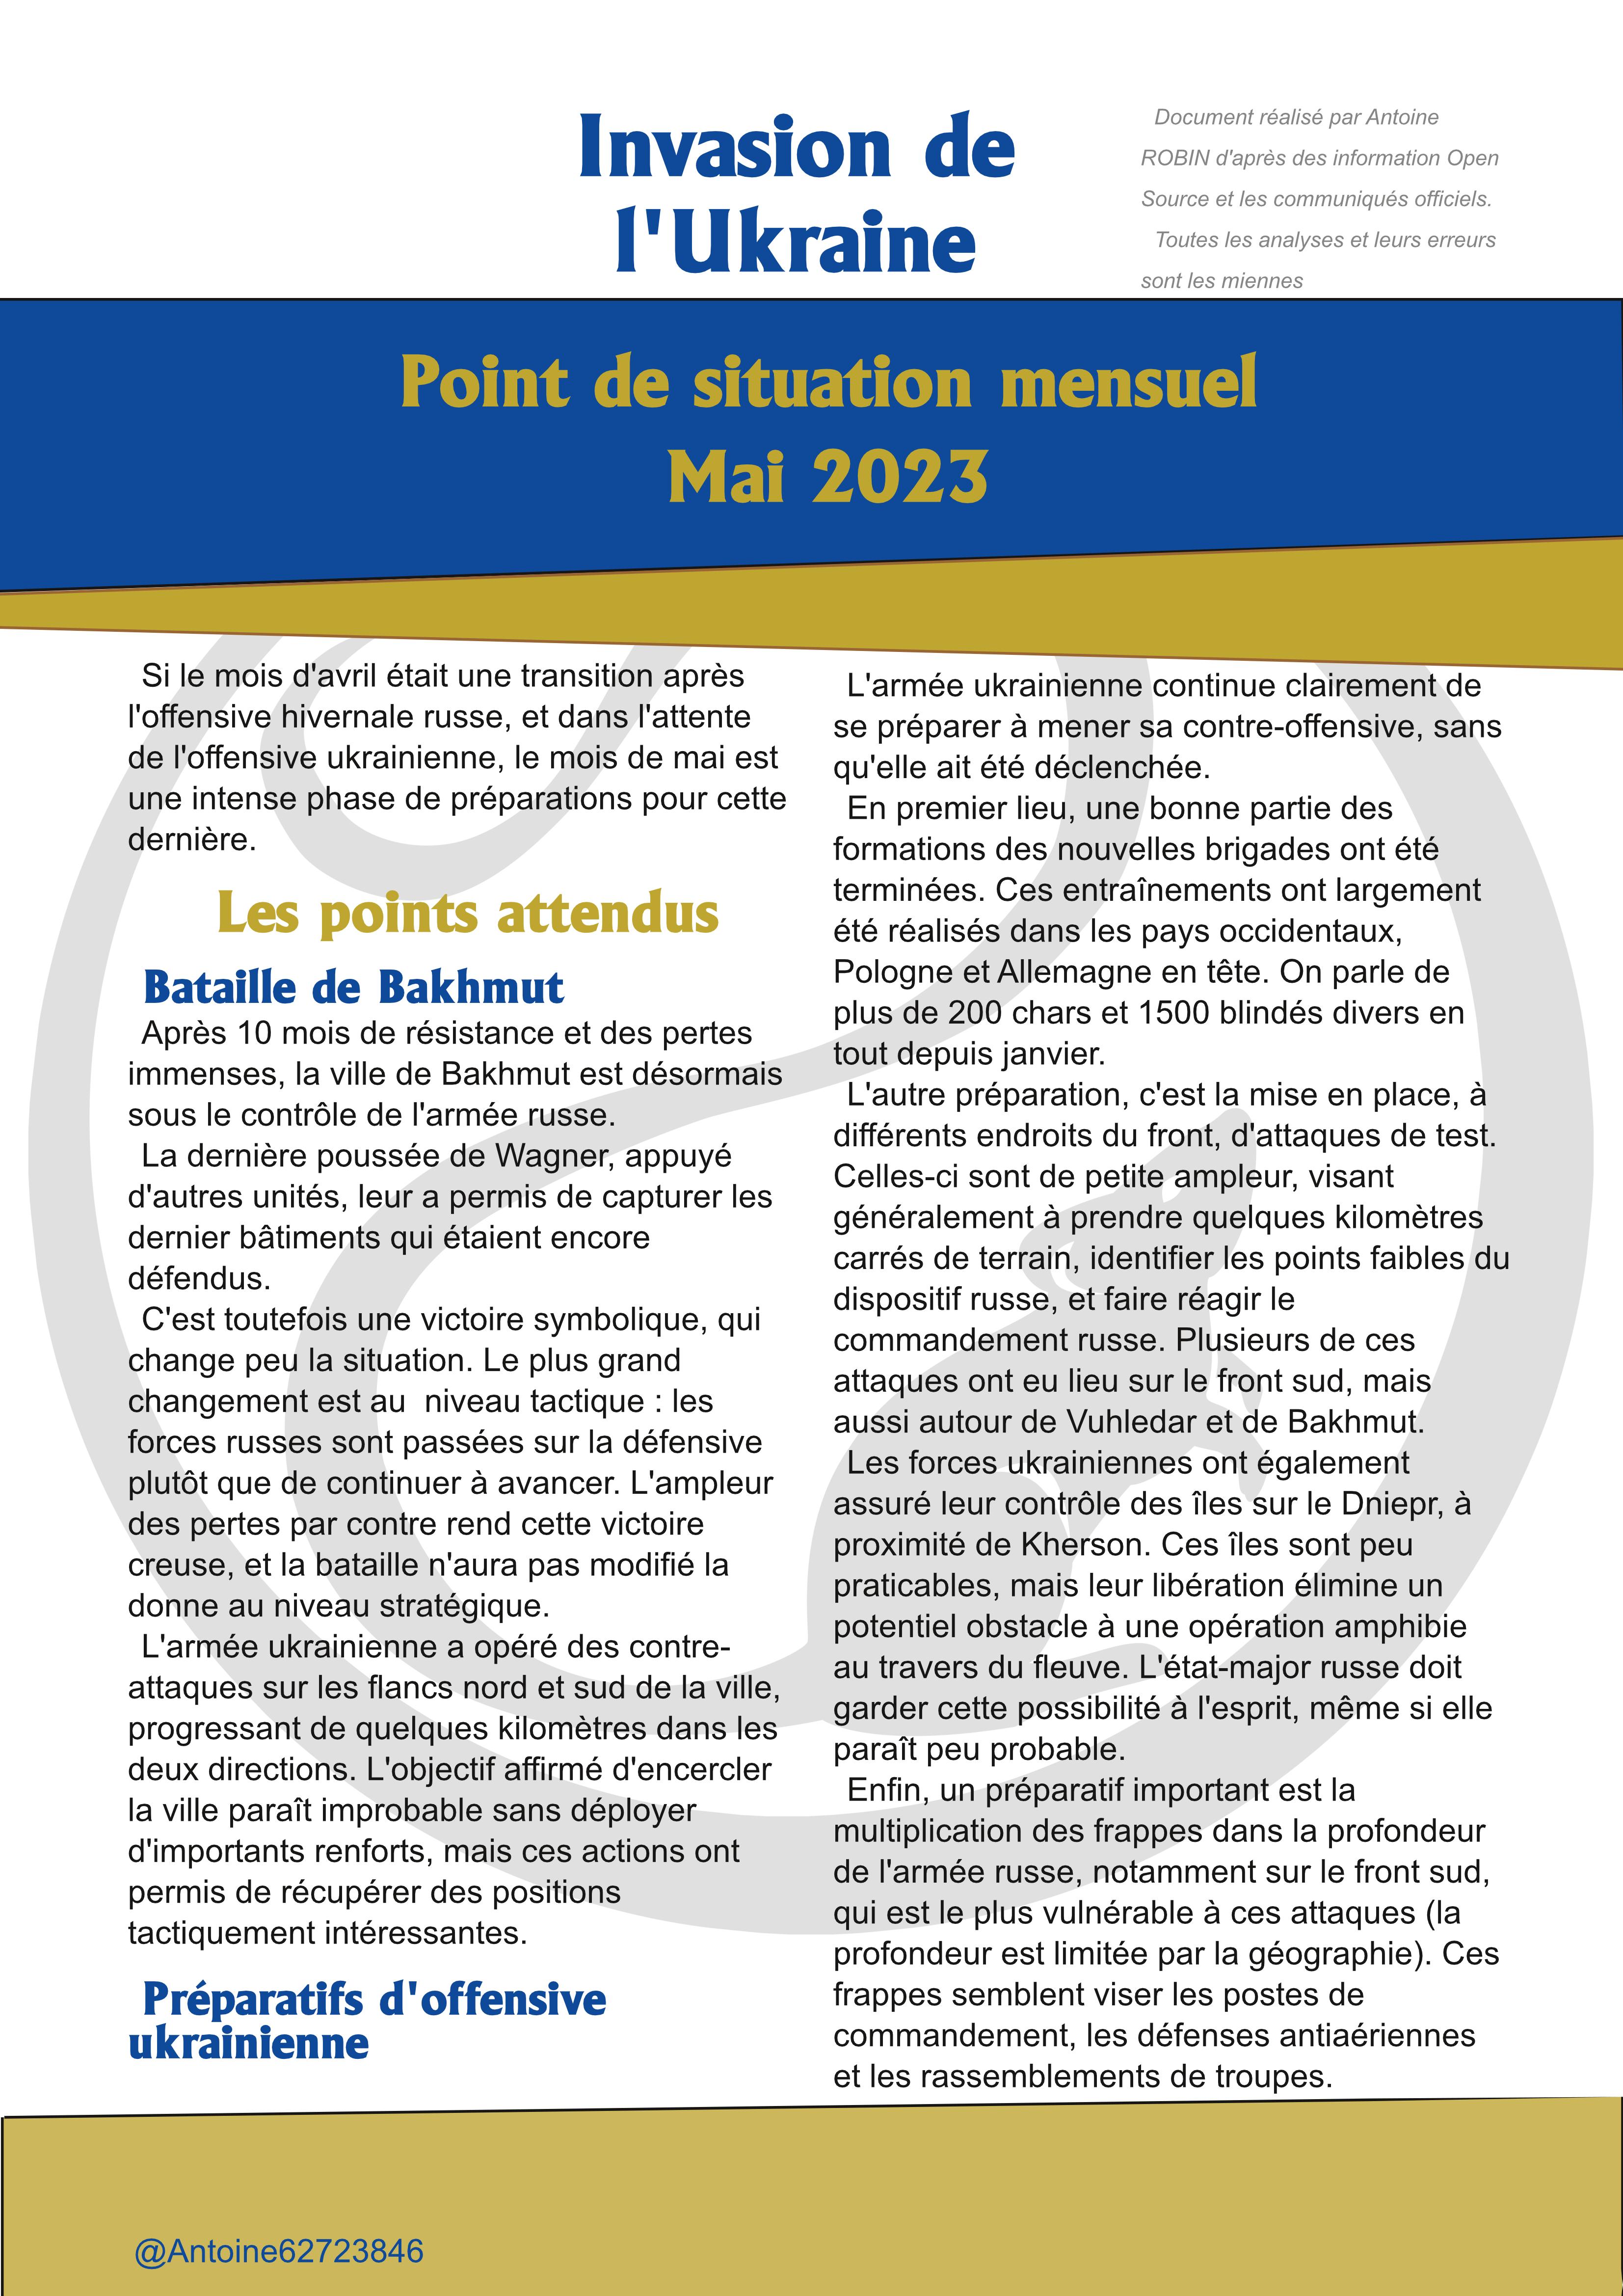 Invasion de
l'Ukraine
Document réalisé par Antoine
ROBIN d'après des information Open
Source et les communiqués officiels.
Toutes les analyses et leurs erreurs
sont les miennes
Point de situation mensuel
Mai 2023
Si le mois d'avril était une transition après
l'offensive hivernale russe, et dans l'attente
de l'offensive ukrainienne, le mois de mai est
une intense phase de préparations pour cette
dernière.
Les points attendus
Bataille de Bakhmut
Après 10 mois de résistance et des pertes
immenses, la ville de Bakhmut est désormais
sous le contrôle de l'armée russe.
La dernière poussée de Wagner, appuyé
d'autres unités, leur a permis de capturer les
dernier bâtiments qui étaient encore
défendus.
C'est toutefois une victoire symbolique, qui
change peu la situation. Le plus grand
changement est au  niveau tactique : les
forces russes sont passées sur la défensive
plutôt que de continuer à avancer. L'ampleur
des pertes par contre rend cette victoire
creuse, et la bataille n'aura pas modifié la
donne au niveau stratégique.
L'armée ukrainienne a opéré des contre-
attaques sur les flancs nord et sud de la ville,
progressant de quelques kilomètres dans les
deux directions. L'objectif affirmé d'encercler
la ville paraît improbable sans déployer
d'importants renforts, mais ces actions ont
permis de récupérer des positions
tactiquement intéressantes.
Préparatifs d'offensive
ukrainienne
L'armée ukrainienne continue clairement de
se préparer à mener sa contre-offensive, sans
qu'elle ait été déclenchée.
En premier lieu, une bonne partie des
formations des nouvelles brigades ont été
terminées. Ces entraînements ont largement
été réalisés dans les pays occidentaux,
Pologne et Allemagne en tête. On parle de
plus de 200 chars et 1500 blindés divers en
tout depuis janvier.
L'autre préparation, c'est la mise en place, à
différents endroits du front, d'attaques de test.
Celles-ci sont de petite ampleur, visant
généralement à prendre quelques kilomètres
carrés de terrain, identifier les points faibles du
dispositif russe, et faire réagir le
commandement russe. Plusieurs de ces
attaques ont eu lieu sur le front sud, mais
aussi autour de Vuhledar et de Bakhmut.
Les forces ukrainiennes ont également
assuré leur contrôle des îles sur le Dniepr, à
proximité de Kherson. Ces îles sont peu
praticables, mais leur libération élimine un
potentiel obstacle à une opération amphibie
au travers du fleuve. L'état-major russe doit
garder cette possibilité à l'esprit, même si elle
paraît peu probable.
Enfin, un préparatif important est la
multiplication des frappes dans la profondeur
de l'armée russe, notamment sur le front sud,
qui est le plus vulnérable à ces attaques (la
profondeur est limitée par la géographie). Ces
frappes semblent viser les postes de
commandement, les défenses antiaériennes
et les rassemblements de troupes.
@Antoine62723846